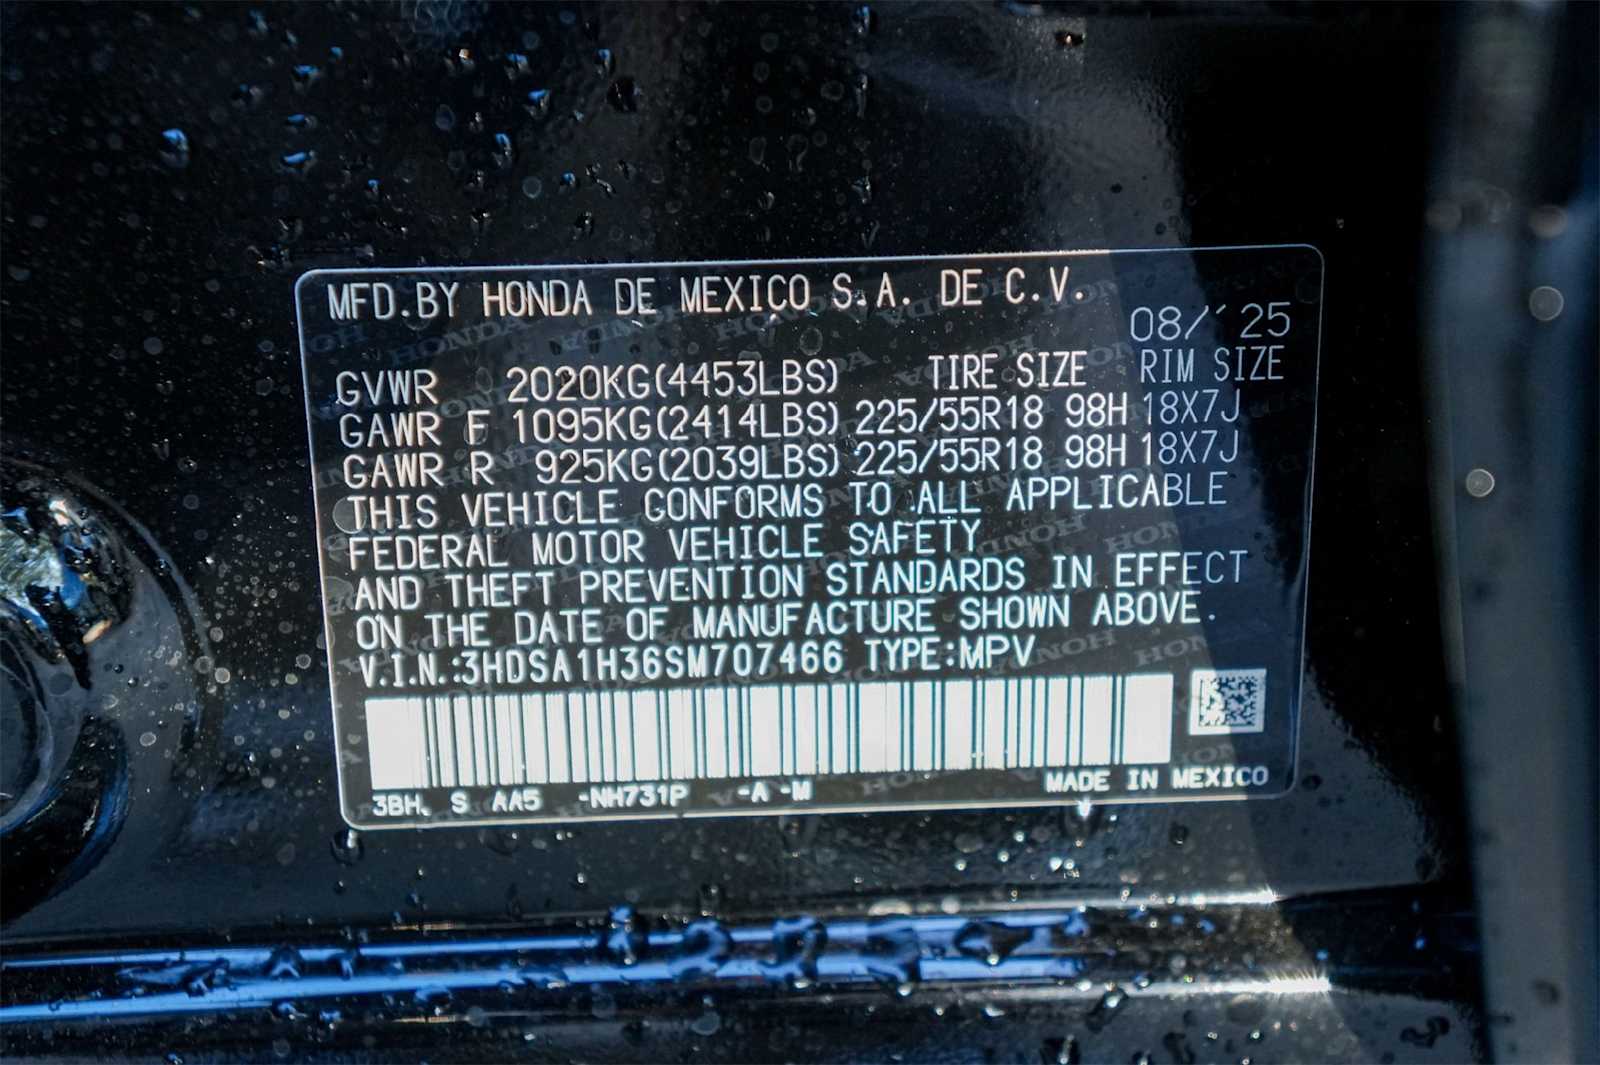 MFD.BY HONDA DE MEXICO S.A. DE C.V.
08/'25
GVWR 2020KG(4453LBS) TIRE SIZE RIM SIZE
GAWR F 1095KG(2414LBS) 225/55R18 98H 18X7J
GAWR R 925KG(2039LBS) 225/55R18 98H 18X7J
THIS VEHICLE CONFORMS TO ALL APPLICABLE
FEDERAL MOTOR VEHICLE SAFETY
AND THEFT PREVENTION STANDARDS IN EFFECT
ON THE DATE OF MANUFACTURE SHOWN ABOVE.
V.I.N.:3HDSA1H36SM707466 TYPE:MPV
3BH. S AA5 -NH731P -A -M MADE IN MEXICO